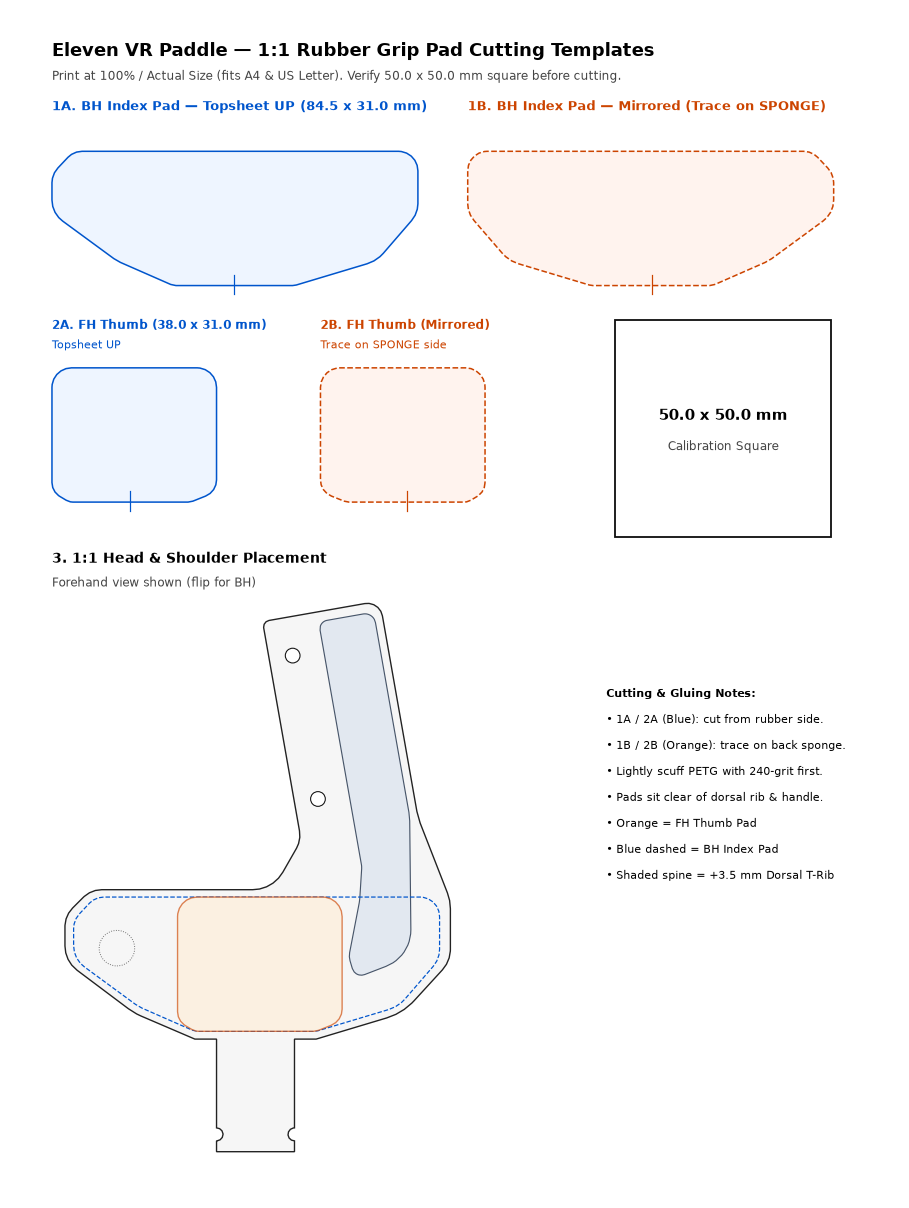 Eleven VR Paddle — 1:1 Rubber Grip Pad Cutting Templates
Print at 100% / Actual Size (fits A4 & US Letter). Verify 50.0 x 50.0 mm square before cutting.
1A. BH Index Pad — Topsheet UP (84.5 x 31.0 mm)
1B. BH Index Pad — Mirrored (Trace on SPONGE)
2A. FH Thumb (38.0 x 31.0 mm)
Topsheet UP
2B. FH Thumb (Mirrored)
Trace on SPONGE side
50.0 x 50.0 mm
Calibration Square
3. 1:1 Head & Shoulder Placement
Forehand view shown (flip for BH)
Cutting & Gluing Notes:
• 1A / 2A (Blue): cut from rubber side.
• 1B / 2B (Orange): trace on back sponge.
• Lightly scuff PETG with 240-grit first.
• Pads sit clear of dorsal rib & handle.
• Orange = FH Thumb Pad
• Blue dashed = BH Index Pad
• Shaded spine = +3.5 mm Dorsal T-Rib